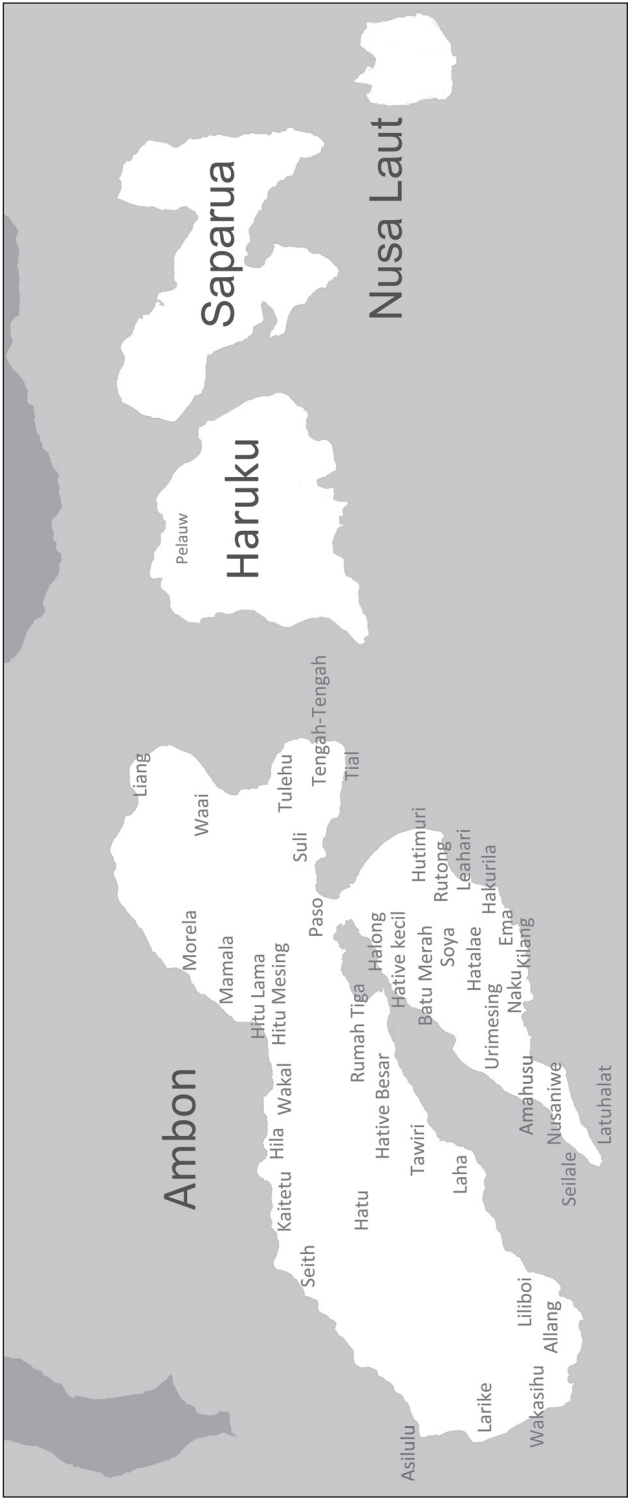 Ambon
Haruku
Saparua
Nusa Laut
Pelauw
Liang
Waai
Morela
Mamala
Hitu Lama
Hitu Mesing
Wakal
Hila
Kaitetu
Seith
Tulehu
Tengah-Tengah
Tial
Suli
Paso
Rumah Tiga
Hative Besar
Tawiri
Laha
Hatu
Liliboi
Allang
Wakasihu
Larike
Asilulu
Halong
Hative kecil
Batu Merah
Soya
Hatalae
Urimesing
Naku
Kilang
Ema
Hakurila
Leahari
Rutong
Hutimuri
Amahusu
Nusaniwe
Seilale
Latuhalat